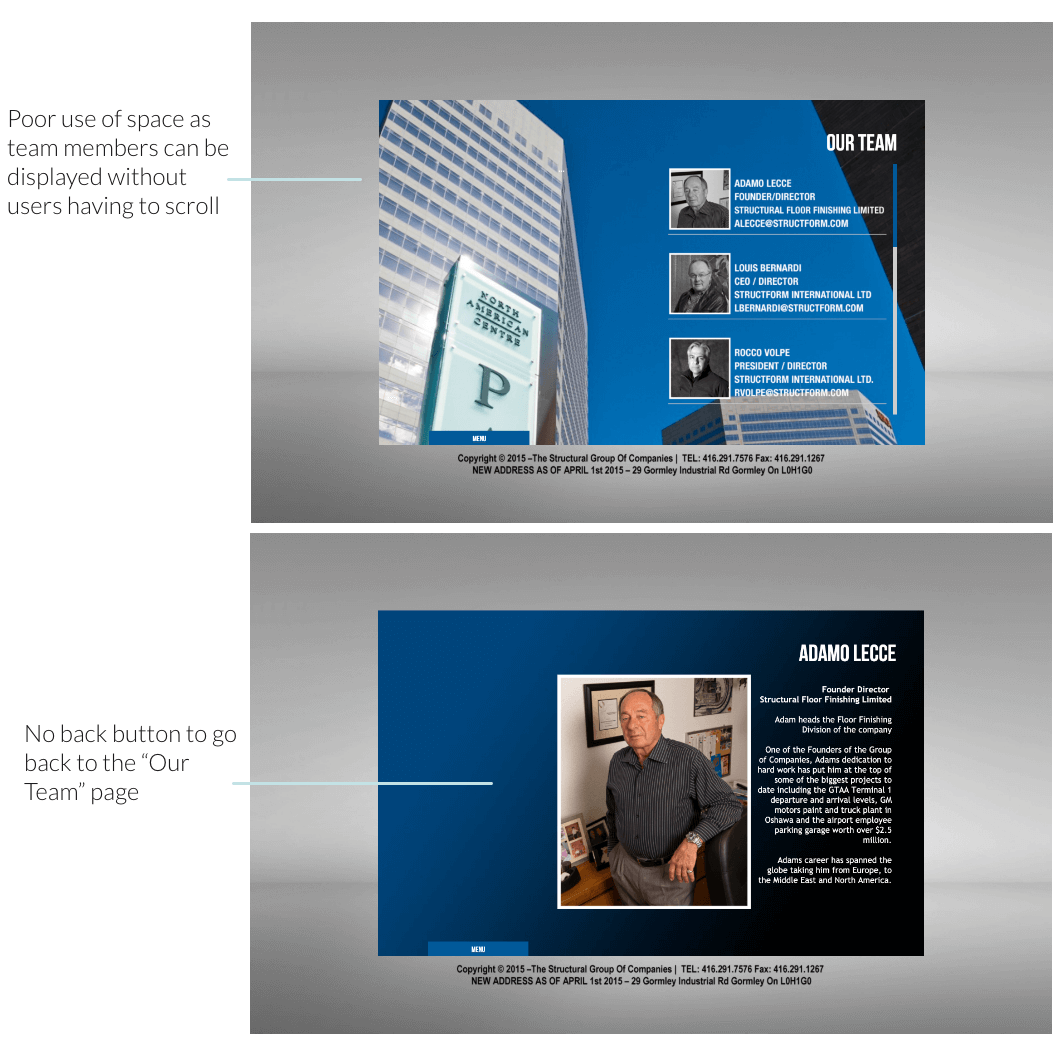 Poor use of space as
team members can be
displayed without
users having to scroll
OUR TEAM
ADAMO LECCE
FOUNDER/DIRECTOR
STRUCTURAL FLOOR FINISHING LIMITED
ALECCE@STRUCTFORM.COM
LOUIS BERNARDI
CEO / DIRECTOR
STRUCTFORM INTERNATIONAL LTD
LBERNARDI@STRUCTFORM.COM
ROCCO VOLPE
PRESIDENT / DIRECTOR
STRUCTFORM INTERNATIONAL LTD.
RVOLPE@STRUCTFORM.COM
NORTH
AMERICAN
CENTRE
P
MENU
Copyright © 2015 –The Structural Group Of Companies | TEL: 416.291.7576 Fax: 416.291.1267
NEW ADDRESS AS OF APRIL 1st 2015 – 29 Gormley Industrial Rd Gormley On L0H1G0
No back button to go
back to the “Our
Team” page
ADAMO LECCE
Founder Director
Structural Floor Finishing Limited
Adam heads the Floor Finishing
Division of the company
One of the Founders of the Group
of Companies, Adams dedication to
hard work has put him at the top of
some of the biggest projects to
date including the GTAA Terminal 1
departure and arrival levels, GM
motors paint and truck plant in
Oshawa and the airport employee
parking garage worth over $2.5
million.
Adams career has spanned the
globe taking him from Europe, to
the Middle East and North America.
MENU
Copyright © 2015 –The Structural Group Of Companies | TEL: 416.291.7576 Fax: 416.291.1267
NEW ADDRESS AS OF APRIL 1st 2015 – 29 Gormley Industrial Rd Gormley On L0H1G0